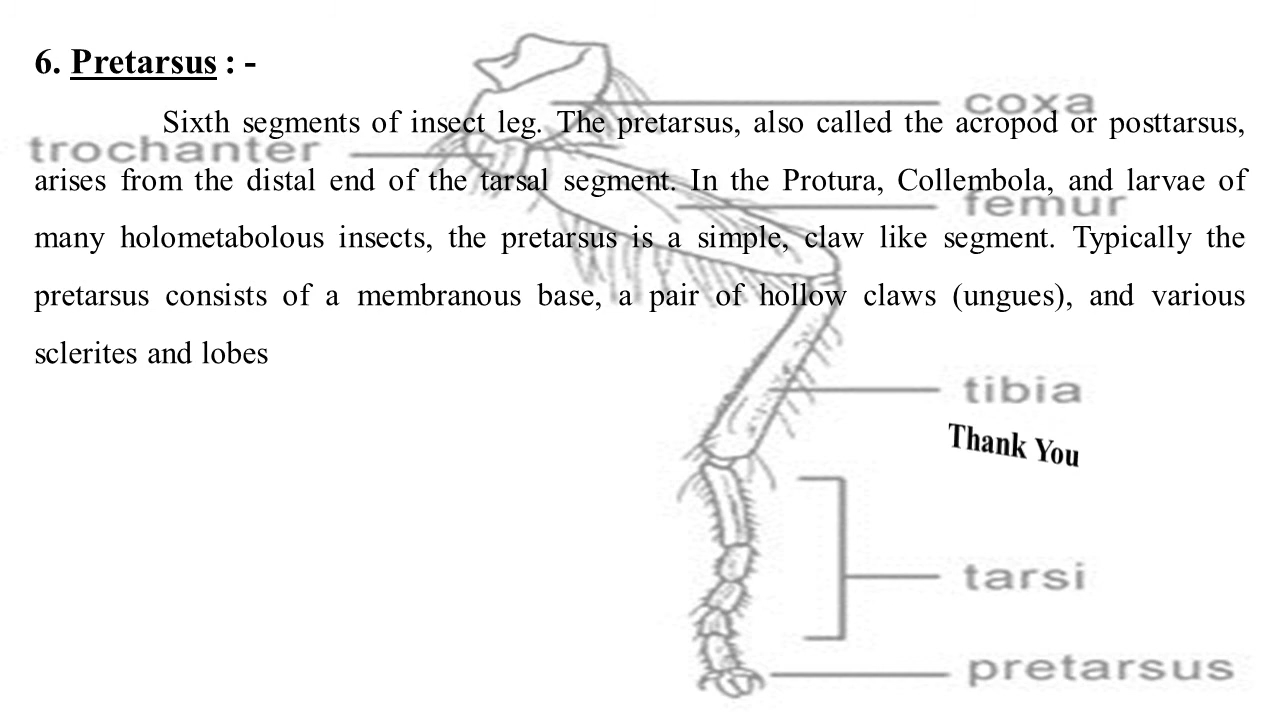 6. Pretarsus : -
coxa
Sixth segments of insect leg. The pretarsus, also called the acropod or posttarsus,
trochanter
arises from the distal end of the tarsal segment. In the Protura, Collembola, and larvae of
femur
many holometabolous insects, the pretarsus is a simple, claw like segment. Typically the
pretarsus consists of a membranous base, a pair of hollow claws (ungues), and various
sclerites and lobes
tibia
Thank You
tarsi
pretarsus